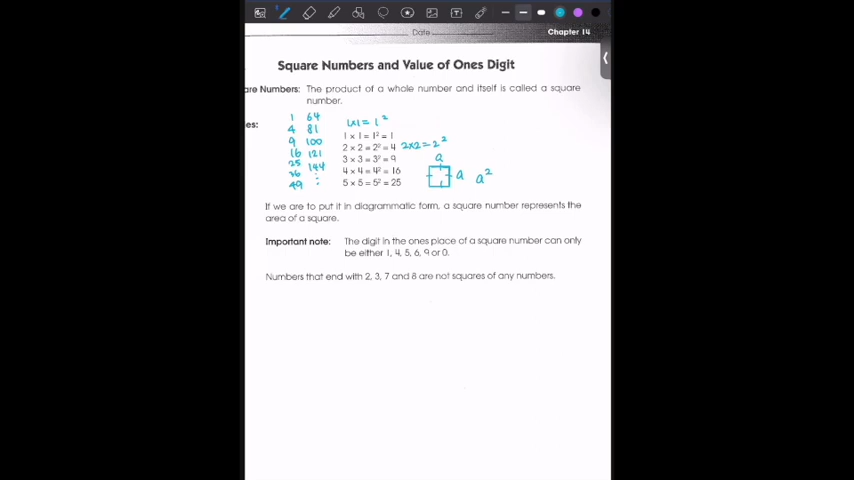 Date
Chapter 14
Square Numbers and Value of Ones Digit
are Numbers: The product of a whole number and itself is called a square
number.
es:
1 64
4 81
9 100
16 121
25 144
36 :
49
1x1 = 1²
1 x 1 = 1² = 1
2 x 2 = 2² = 4 2x2 = 2²
3 x 3 = 3² = 9
4 x 4 = 4² = 16
5 x 5 = 5² = 25
a
a a²
If we are to put it in diagrammatic form, a square number represents the
area of a square.
Important note: The digit in the ones place of a square number can only
be either 1, 4, 5, 6, 9 or 0.
Numbers that end with 2, 3, 7 and 8 are not squares of any numbers.